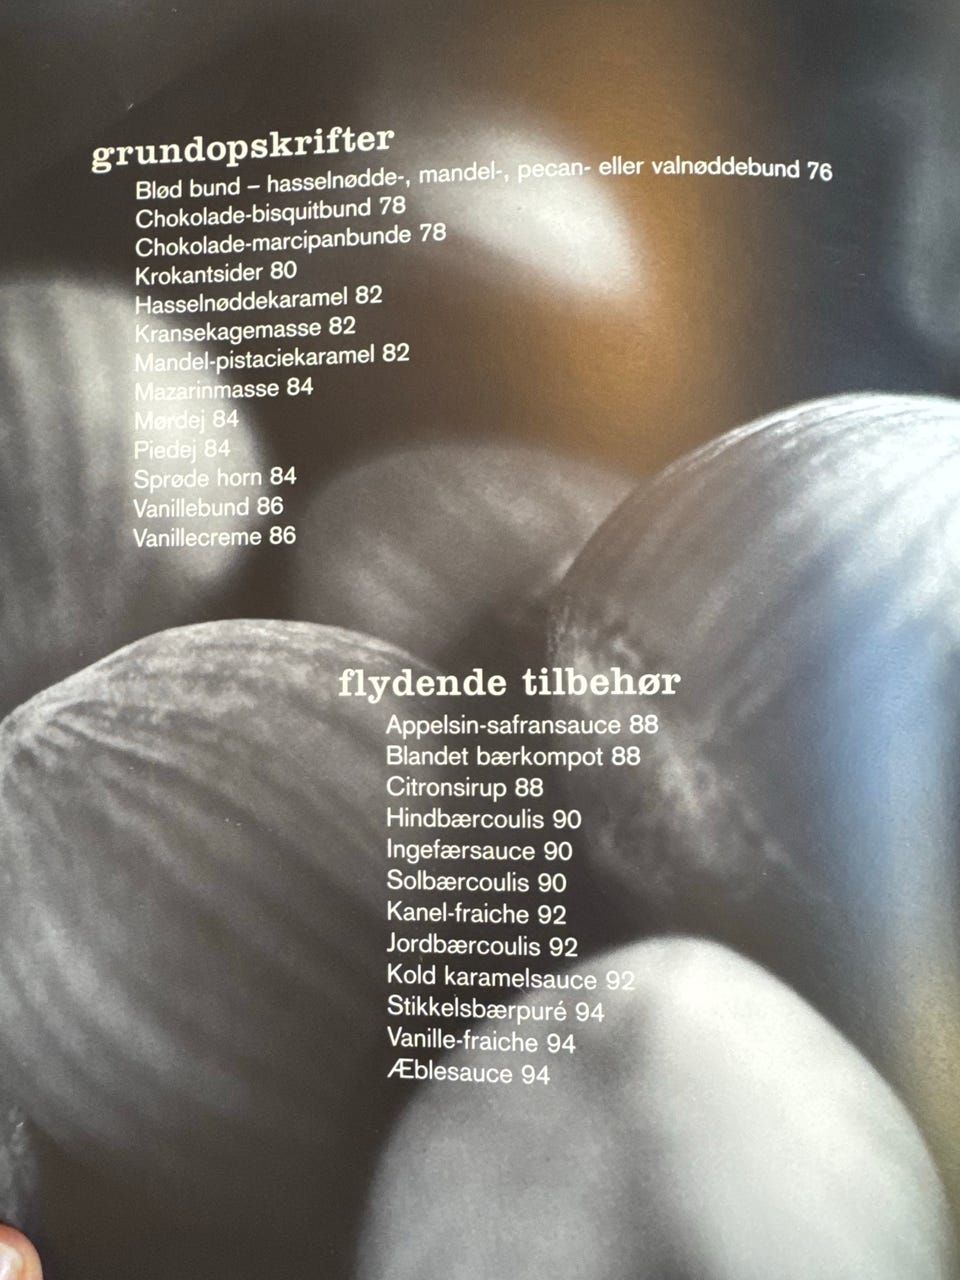 grundopskrifter
Blød bund – hasselnødde-, mandel-, pecan- eller valnøddebund 76
Chokolade-bisquitbund 78
Chokolade-marcipanbunde 78
Krokantsider 80
Hasselnøddekaramel 82
Kransekagemasse 82
Mandel-pistaciekaramel 82
Mazarinmasse 84
Mørdej 84
Piedej 84
Sprøde horn 84
Vanillebund 86
Vanillecreme 86
flydende tilbehør
Appelsin-safransauce 88
Blandet bærkompot 88
Citronsirup 88
Hindbærcoulis 90
Ingefærsauce 90
Solbærcoulis 90
Kanel-fraiche 92
Jordbærcoulis 92
Kold karamelsauce 92
Stikkelsbærpuré 94
Vanille-fraiche 94
Æblesauce 94